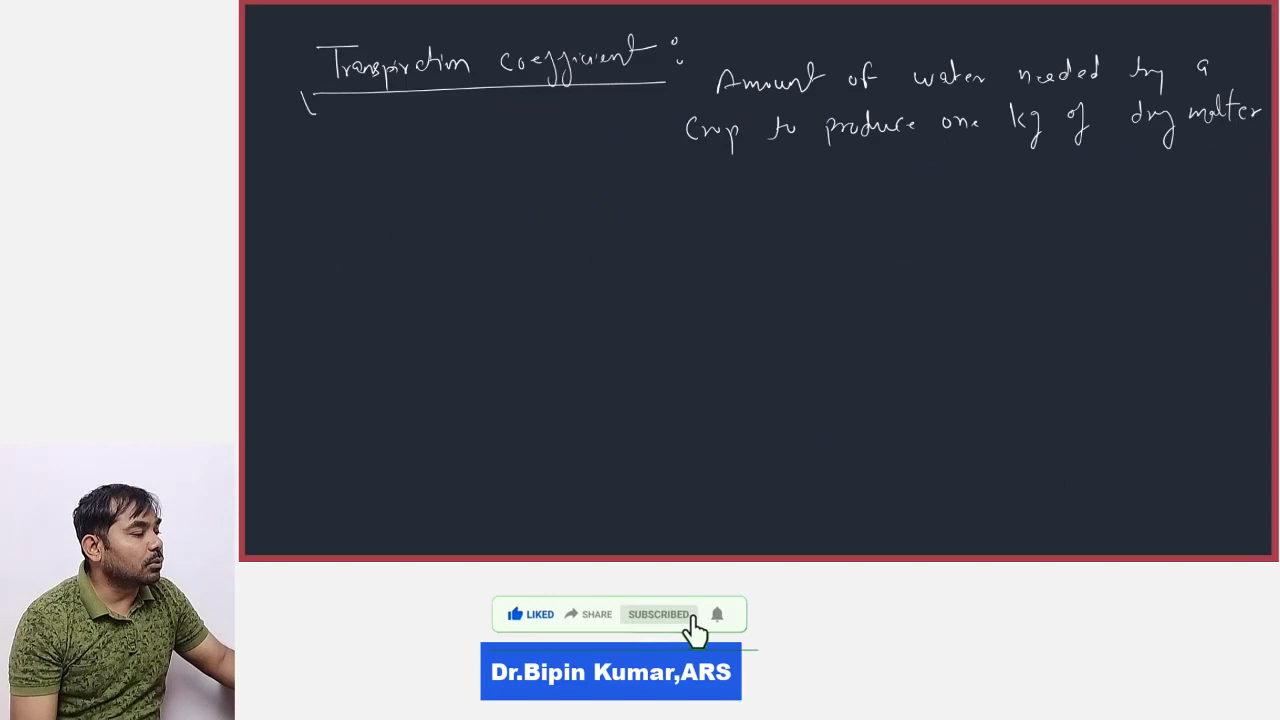 Transpiration coefficient :
Amount of water needed by a
crop to produce one kg of dry matter
LIKED SHARE SUBSCRIBED
Dr.Bipin Kumar,ARS